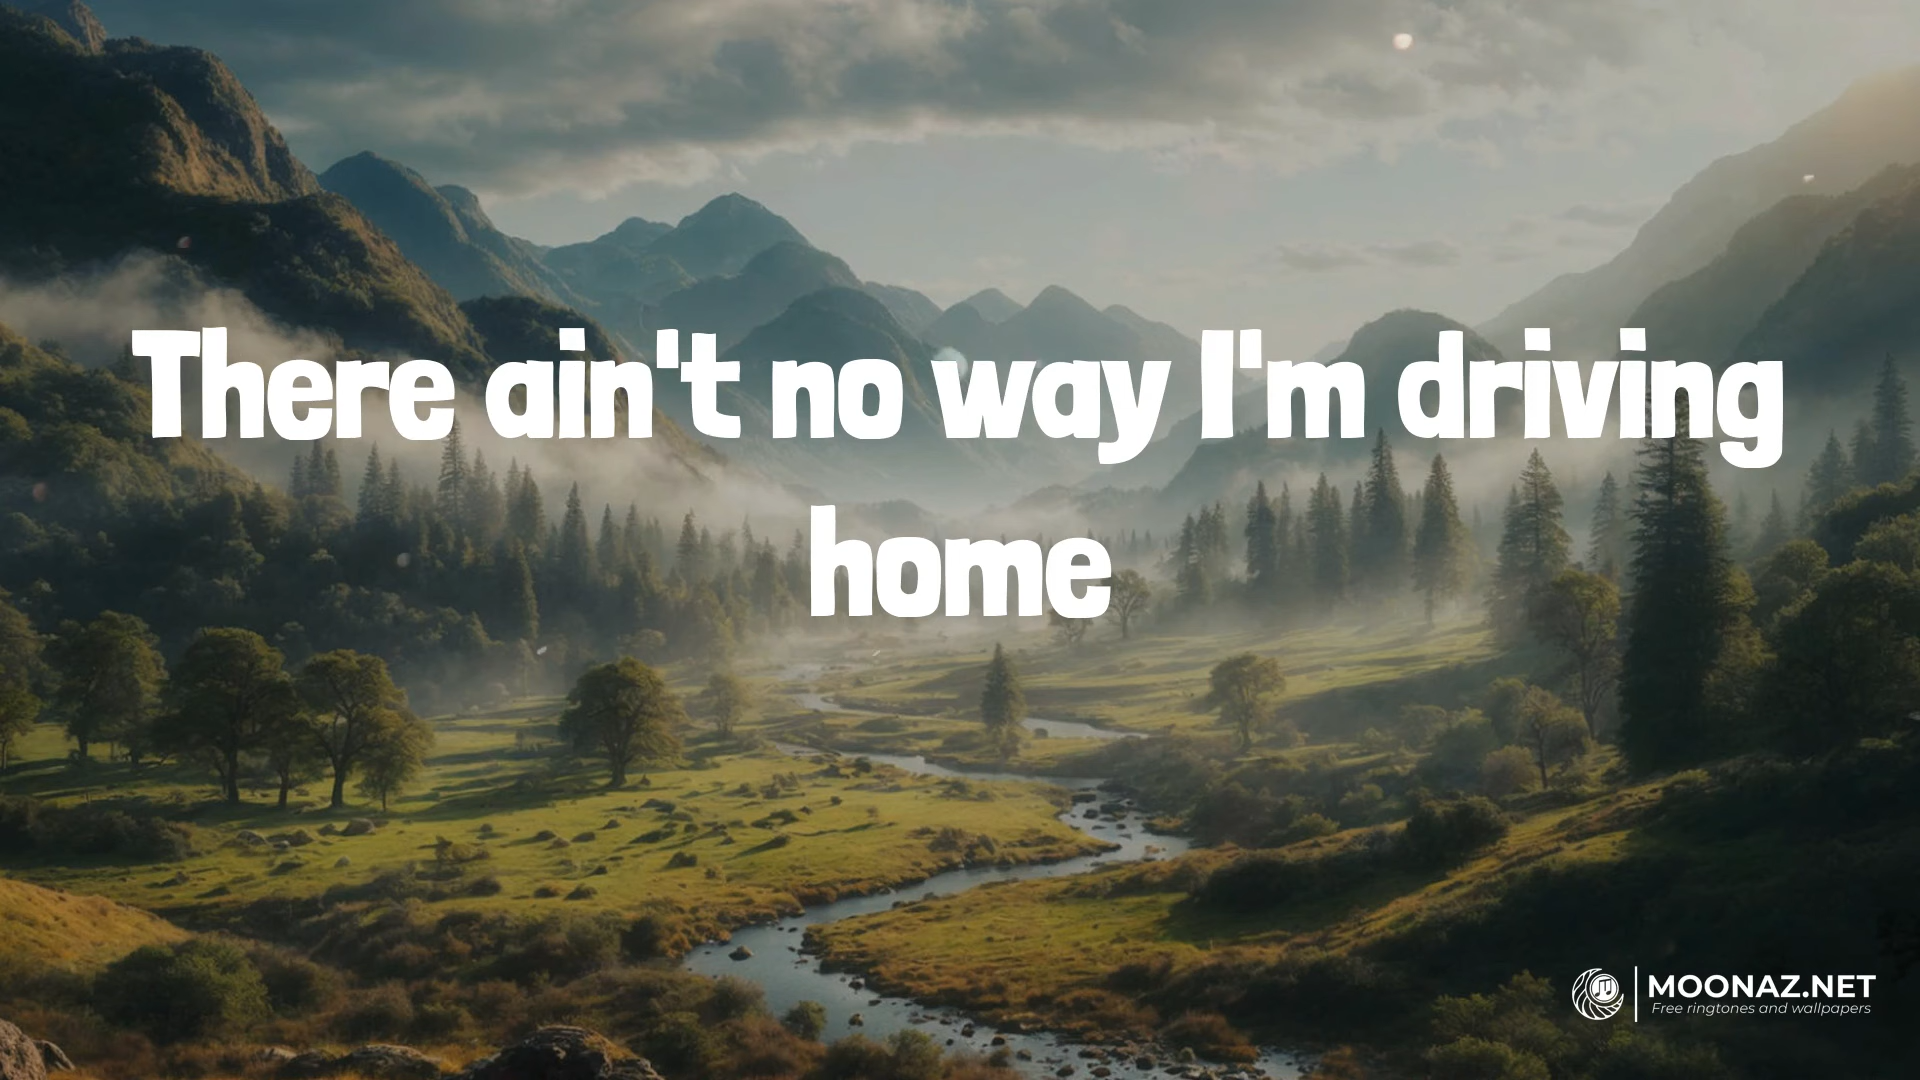 There ain't no way I'm driving
home
MOONAZ.NET
Free ringtones and wallpapers